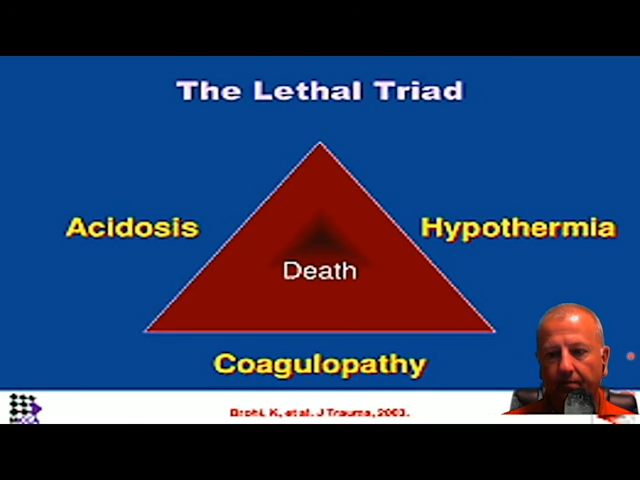 The Lethal Triad
Acidosis
Hypothermia
Death
Coagulopathy
Brohi, K, et al. J Trauma, 2003.